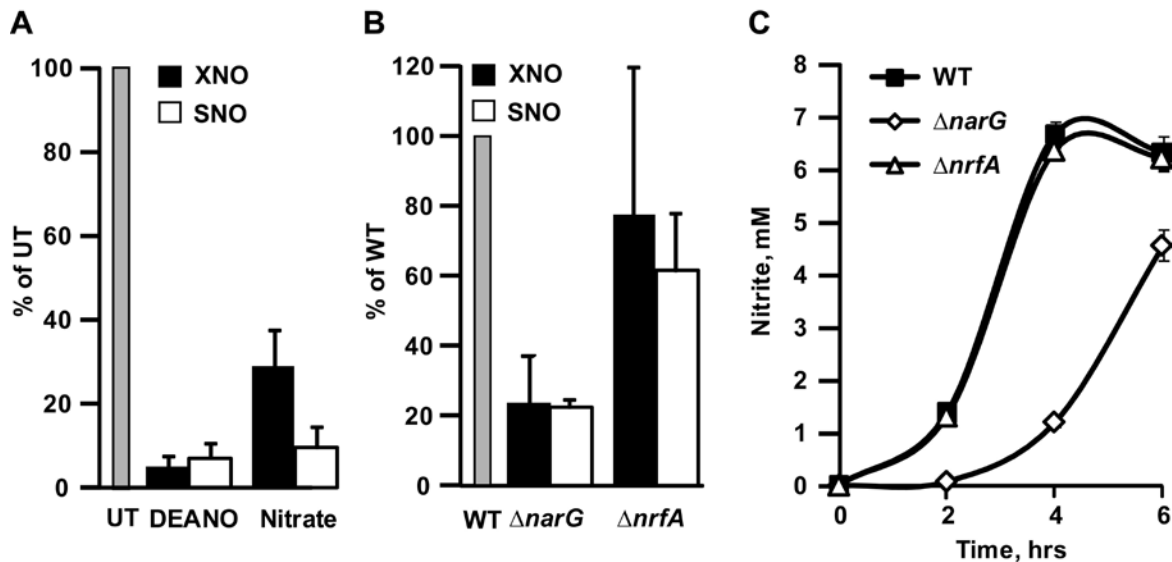 A
% of UT
100
80
60
40
20
0
XNO
SNO
UT DEANO Nitrate
B
% of WT
120
100
80
60
40
20
0
XNO
SNO
WT ΔnarG ΔnrfA
C
Nitrite, mM
8
7
6
5
4
3
2
1
0
WT
ΔnarG
ΔnrfA
0 2 4 6
Time, hrs